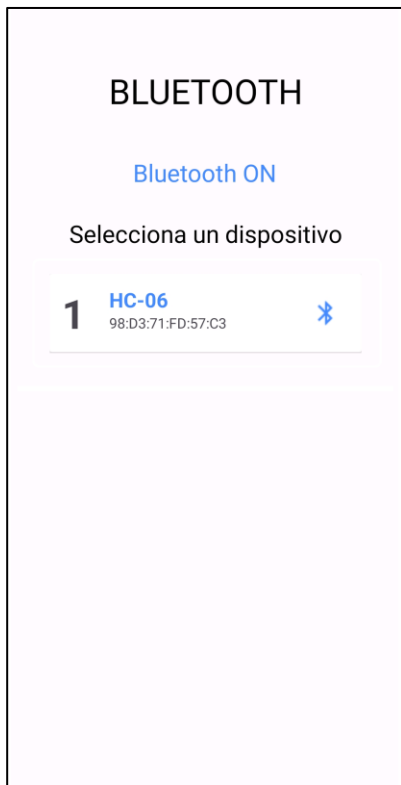 BLUETOOTH
Bluetooth ON
Selecciona un dispositivo
1
HC-06
98:D3:71:FD:57:C3